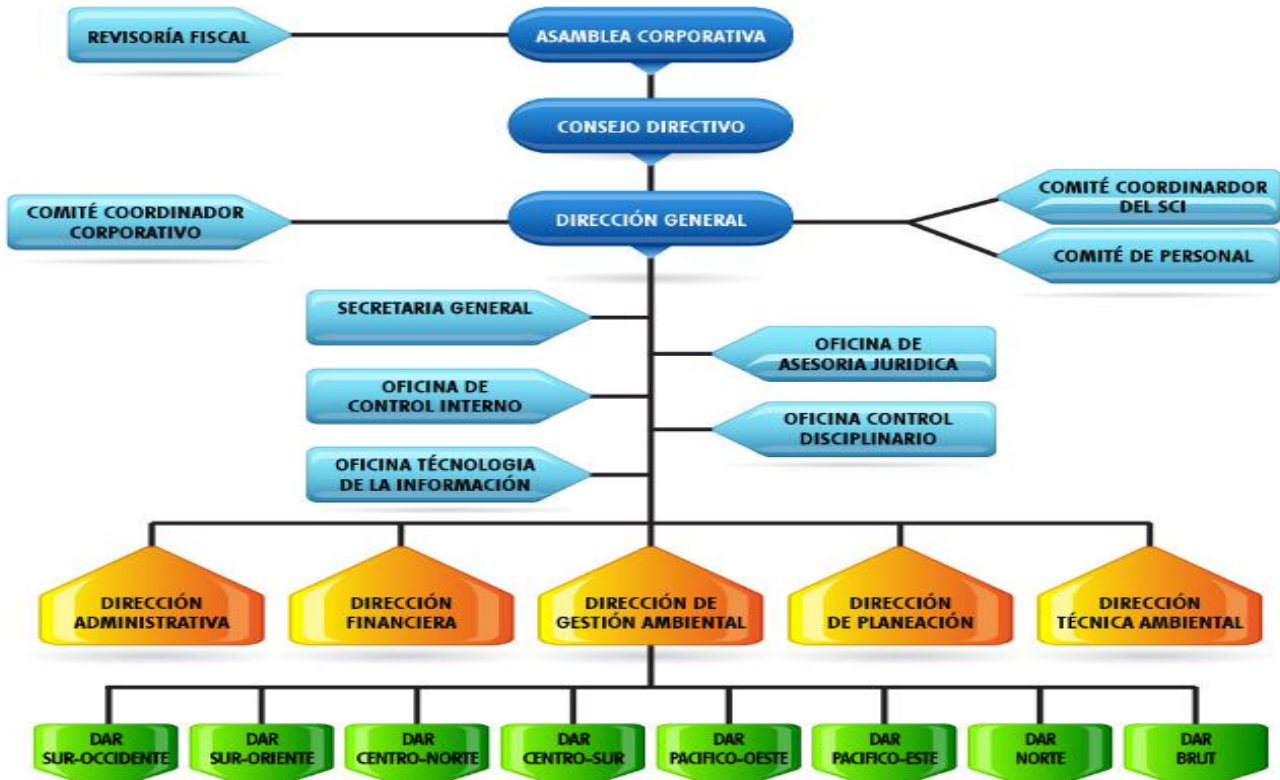 REVISORÍA FISCAL
ASAMBLEA CORPORATIVA
CONSEJO DIRECTIVO
COMITÉ COORDINADOR
CORPORATIVO
DIRECCIÓN GENERAL
COMITÉ COORDINARDOR
DEL SCI
COMITÉ DE PERSONAL
SECRETARIA GENERAL
OFICINA DE
ASESORIA JURIDICA
OFICINA DE
CONTROL INTERNO
OFICINA CONTROL
DISCIPLINARIO
OFICINA TÉCNOLOGIA
DE LA INFORMACIÓN
DIRECCIÓN
ADMINISTRATIVA
DIRECCIÓN
FINANCIERA
DIRECCIÓN DE
GESTIÓN AMBIENTAL
DIRECCIÓN
DE PLANEACIÓN
DIRECCIÓN
TÉCNICA AMBIENTAL
DAR
SUR-OCCIDENTE
DAR
SUR-ORIENTE
DAR
CENTRO-NORTE
DAR
CENTRO-SUR
DAR
PACIFICO-OESTE
DAR
PACIFICO-ESTE
DAR
NORTE
DAR
BRUT